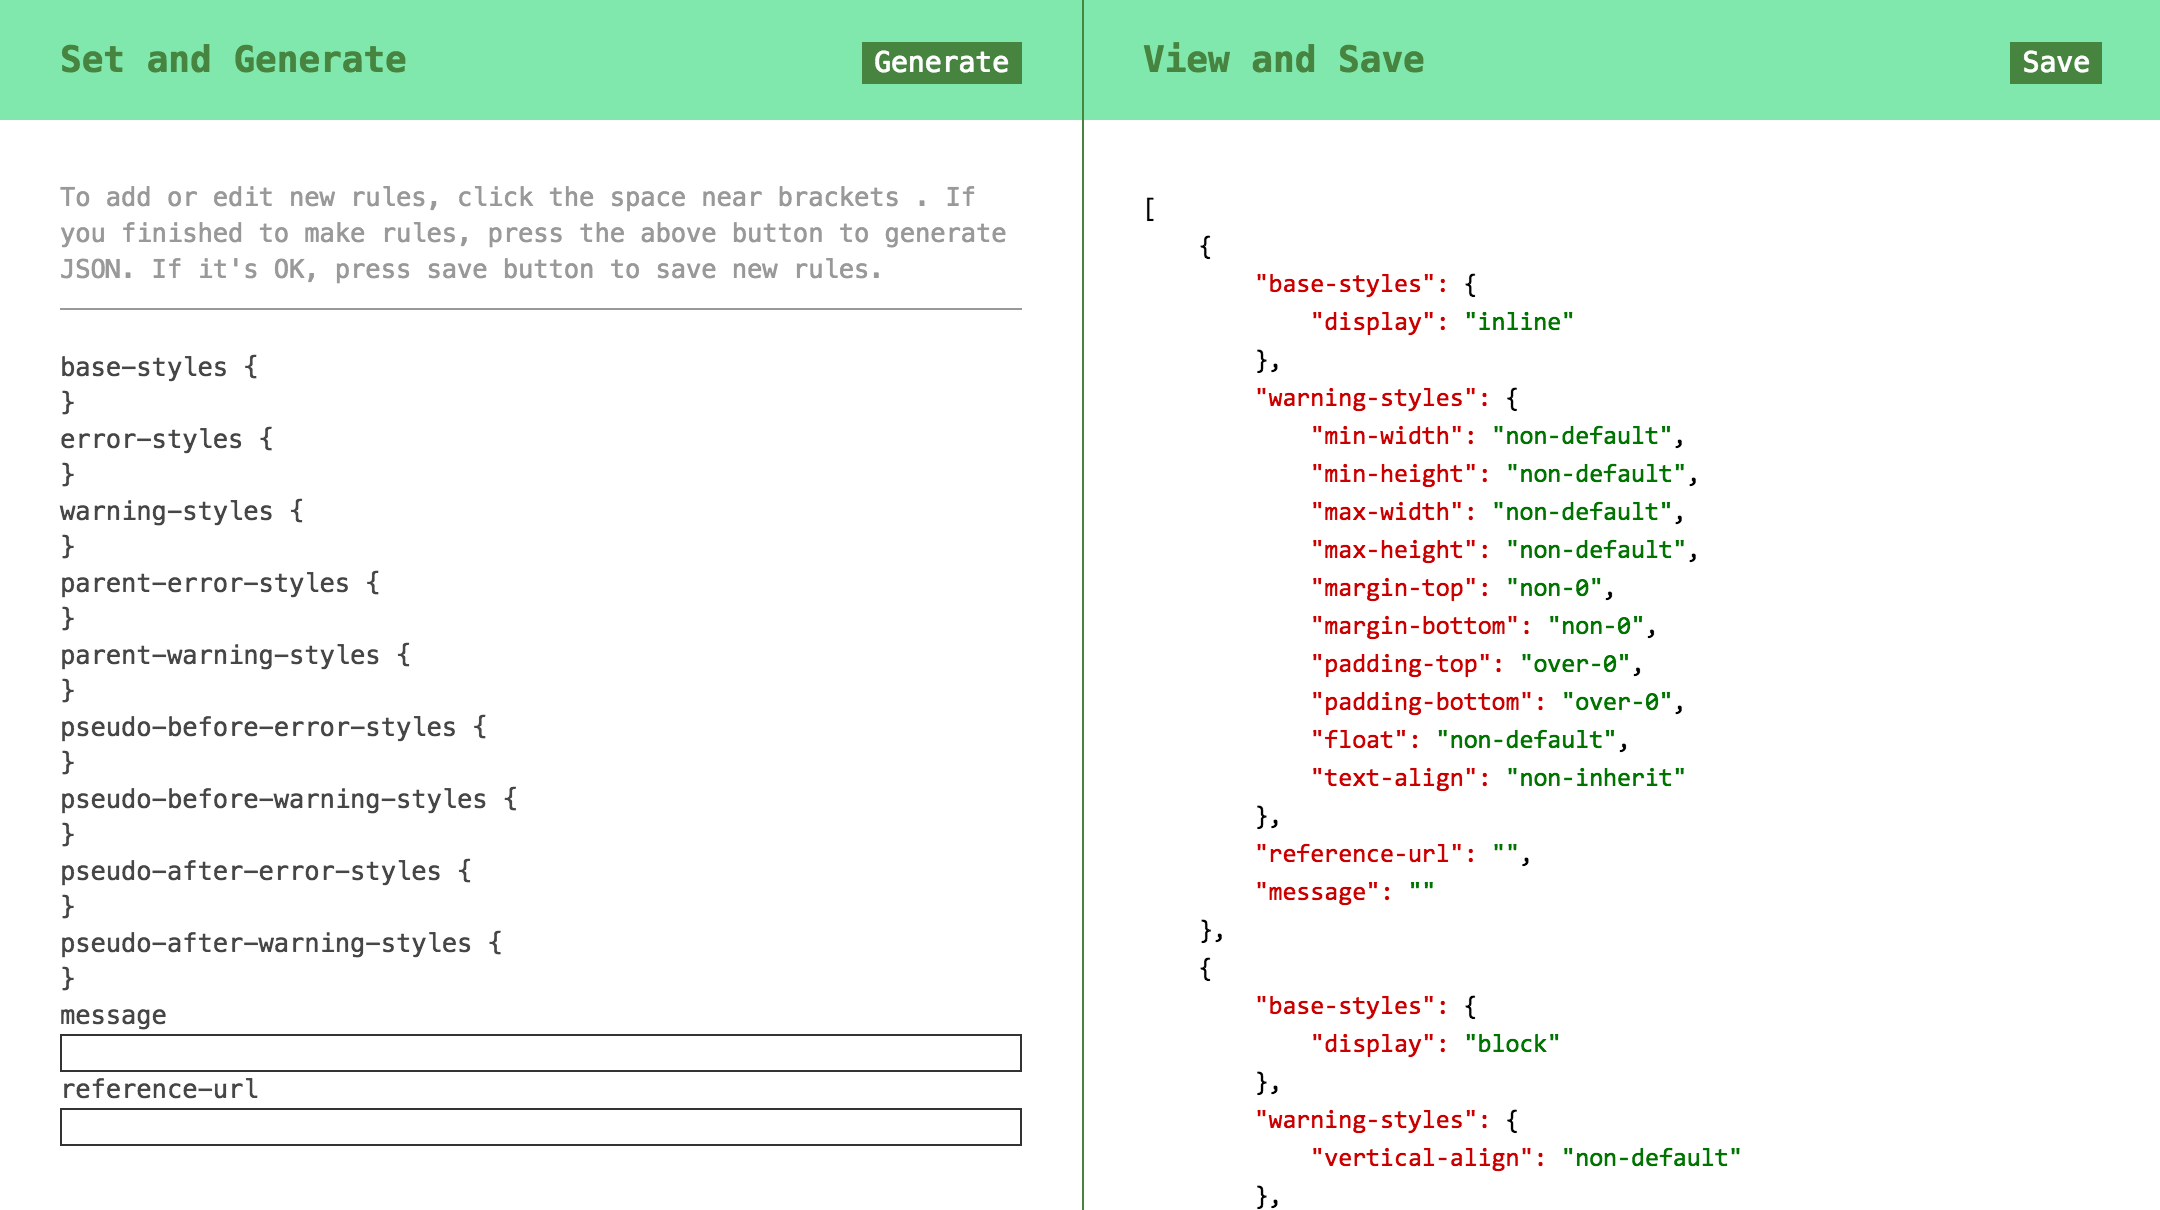 Set and Generate
Generate
To add or edit new rules, click the space near brackets . If
you finished to make rules, press the above button to generate
JSON. If it's OK, press save button to save new rules.
base-styles {
}
error-styles {
}
warning-styles {
}
parent-error-styles {
}
parent-warning-styles {
}
pseudo-before-error-styles {
}
pseudo-before-warning-styles {
}
pseudo-after-error-styles {
}
pseudo-after-warning-styles {
}
message
reference-url
View and Save
Save
[
    {
        "base-styles": {
            "display": "inline"
        },
        "warning-styles": {
            "min-width": "non-default",
            "min-height": "non-default",
            "max-width": "non-default",
            "max-height": "non-default",
            "margin-top": "non-0",
            "margin-bottom": "non-0",
            "padding-top": "over-0",
            "padding-bottom": "over-0",
            "float": "non-default",
            "text-align": "non-inherit"
        },
        "reference-url": "",
        "message": ""
    },
    {
        "base-styles": {
            "display": "block"
        },
        "warning-styles": {
            "vertical-align": "non-default"
        },